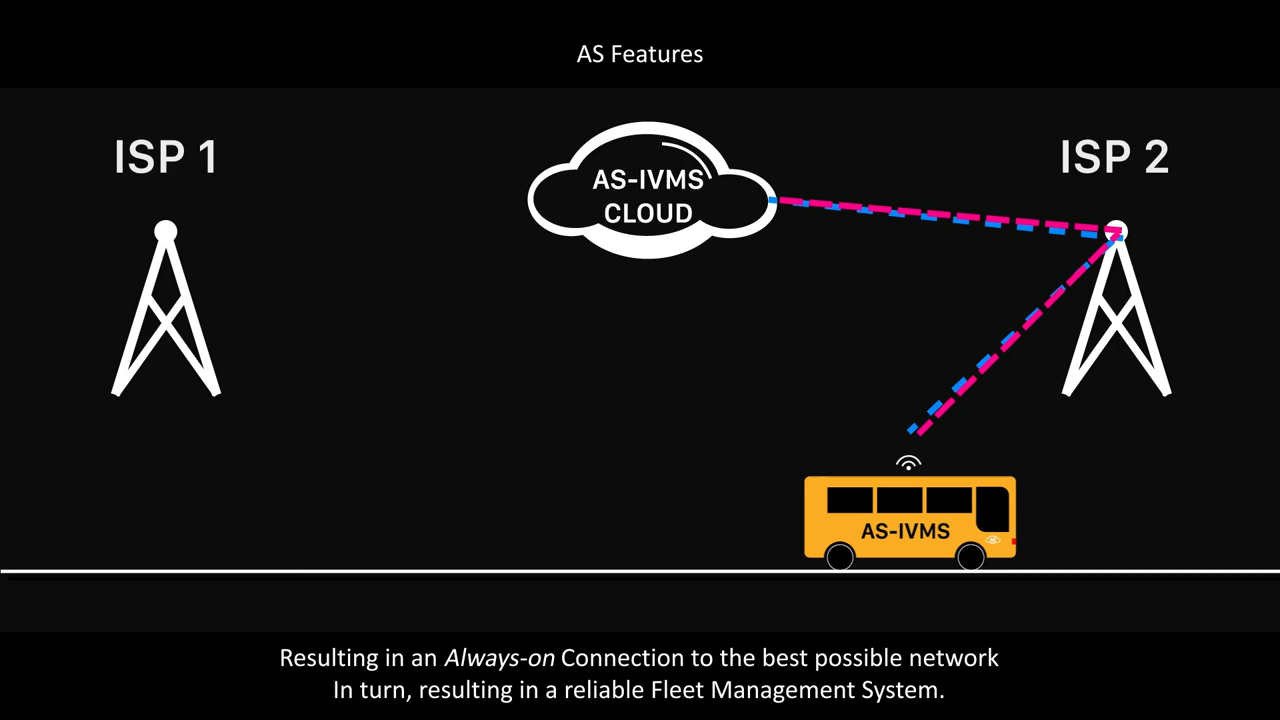 AS Features
ISP 1
AS-IVMS
CLOUD
ISP 2
AS-IVMS
Resulting in an Always-on Connection to the best possible network
In turn, resulting in a reliable Fleet Management System.